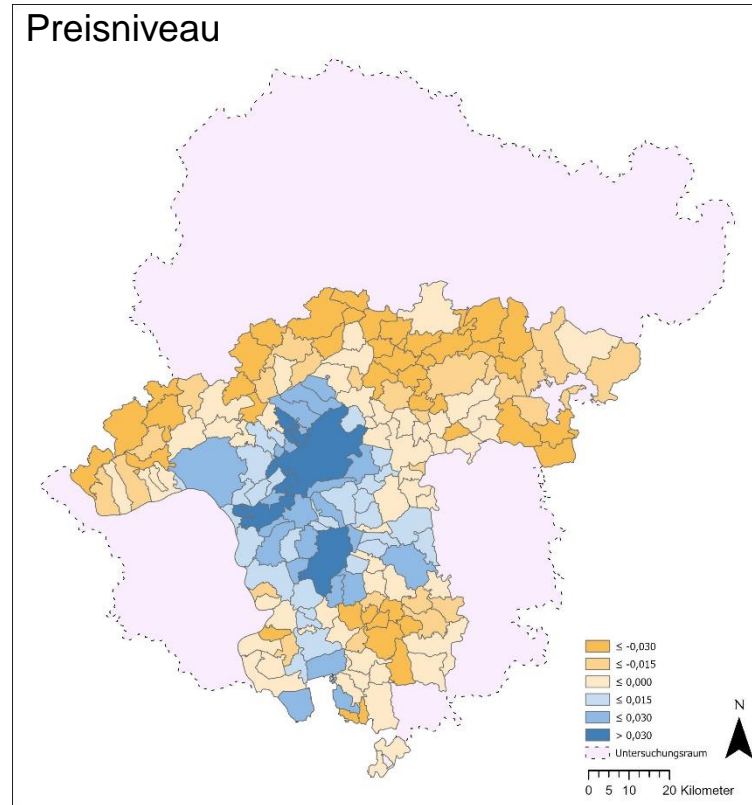 Preisniveau
≤ -0,030
≤ -0,015
≤ 0,000
≤ 0,015
≤ 0,030
> 0,030
Untersuchungsraum
N
0 5 10 20 Kilometer